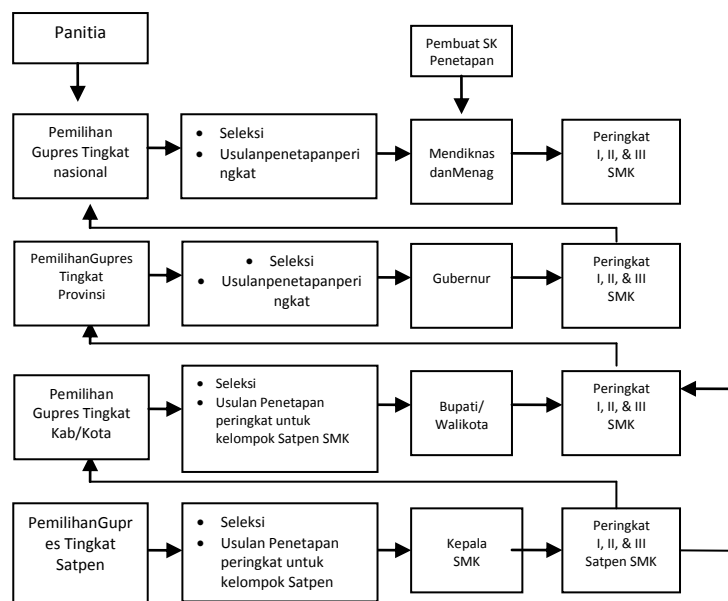 Panitia
Pembuat SK
Penetapan
Pemilihan
Gupres Tingkat
nasional
• Seleksi
• Usulanpenetapanperi
ngkat
Mendiknas
danMenag
Peringkat
I, II, & III
SMK
PemilihanGupres
Tingkat
Provinsi
• Seleksi
• Usulanpenetapanperi
ngkat
Gubernur
Peringkat
I, II, & III
SMK
Pemilihan
Gupres Tingkat
Kab/Kota
• Seleksi
• Usulan Penetapan
peringkat untuk
kelompok Satpen SMK
Bupati/
Walikota
Peringkat
I, II, & III
SMK
PemilihanGupr
es Tingkat
Satpen
• Seleksi
• Usulan Penetapan
peringkat untuk
kelompok Satpen
Kepala
SMK
Peringkat
I, II, & III
Satpen SMK